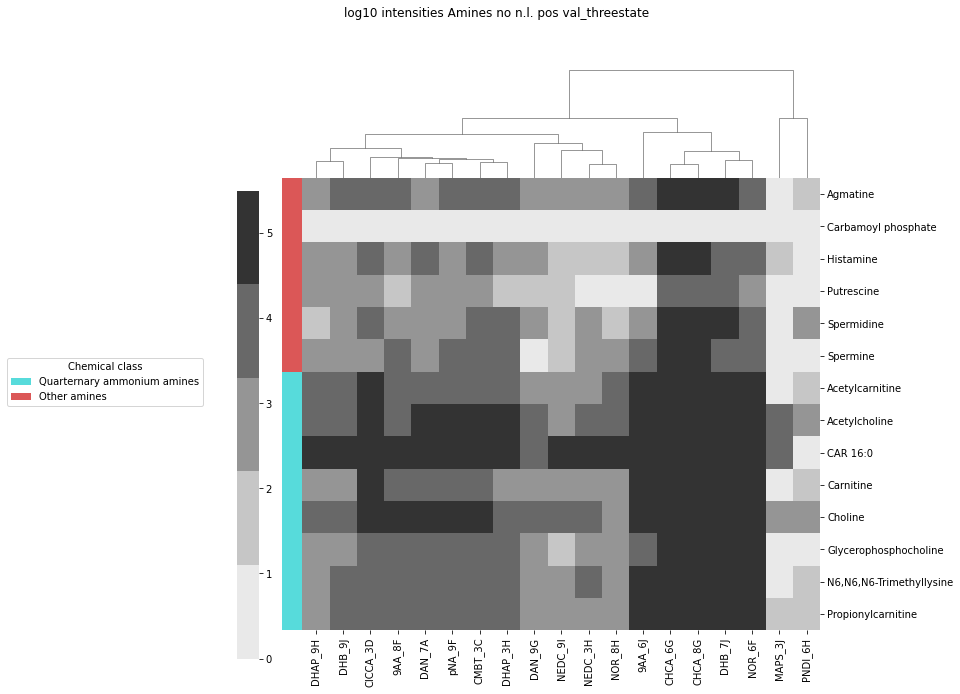 log10 intensities Amines no n.l. pos val_threestate
Agmatine
Carbamoyl phosphate
Histamine
Putrescine
Spermidine
Spermine
Acetylcarnitine
Acetylcholine
CAR 16:0
Carnitine
Choline
Glycerophosphocholine
N6,N6,N6-Trimethyllysine
Propionylcarnitine
5
4
3
2
1
0
Chemical class
Quarternary ammonium amines
Other amines
DHAP_9H
DHB_9J
ClCCA_3D
9AA_8F
DAN_7A
pNA_9F
CMBT_3C
DHAP_3H
DAN_9G
NEDC_9I
NEDC_3H
NOR_8H
9AA_6J
CHCA_6G
CHCA_8G
DHB_7J
NOR_6F
MAPS_3J
PNDI_6H